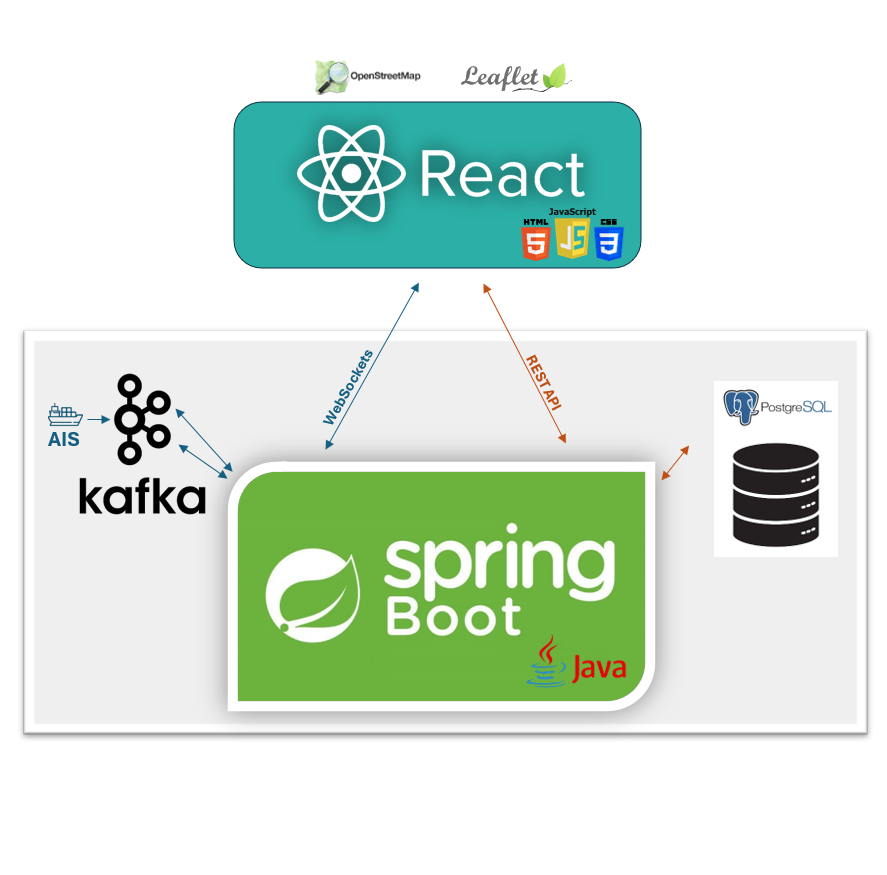 OpenStreetMap
Leaflet
React
JavaScript
HTML
CSS
5
JS
3
WebSockets
REST API
AIS
kafka
PostgreSQL
spring
Boot
Java